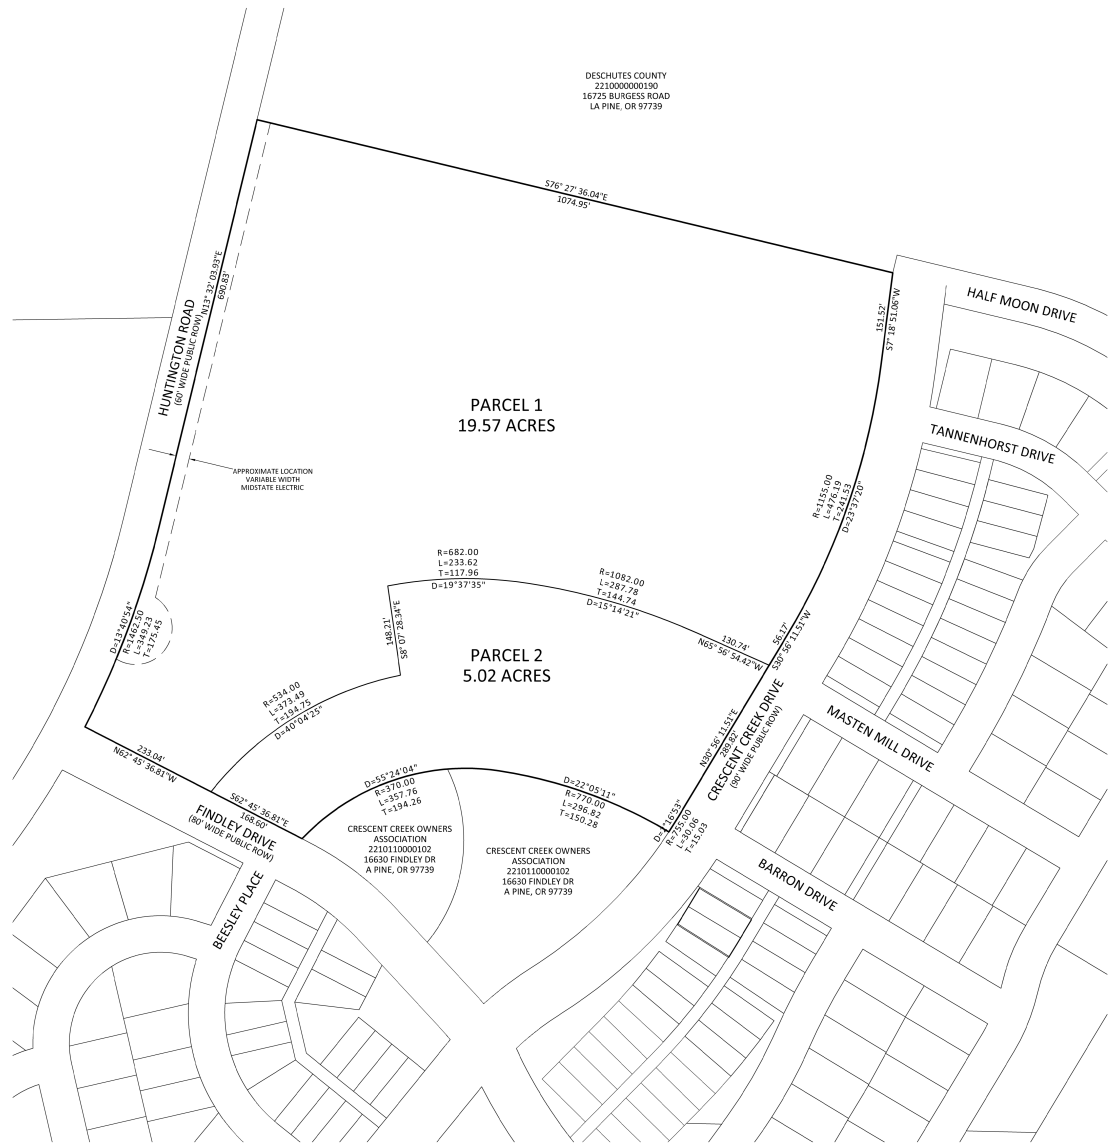 DESCHUTES COUNTY
2210000000190
16725 BURGESS ROAD
LA PINE, OR 97739
S76° 27' 36.04"E
1074.95'
N13° 32' 03.93"E
690.83'
HUNTINGTON ROAD
(60' WIDE PUBLIC ROW)
151.52'
S7° 18' 51.06"W
HALF MOON DRIVE
TANNENHORST DRIVE
PARCEL 1
19.57 ACRES
APPROXIMATE LOCATION
VARIABLE WIDTH
MIDSTATE ELECTRIC
R=1155.00
L=476.19
T=241.53
D=23°37'20"
R=682.00
L=233.62
T=117.96
D=19°37'35"
R=1082.00
L=287.78
T=144.74
D=15°14'21"
148.21'
S8° 07' 28.34"E
130.74'
N65° 56' 54.42"W
56.17'
S30° 56' 11.51"W
D=13°40'54"
R=1462.50
L=349.23
T=175.45
PARCEL 2
5.02 ACRES
R=534.00
L=373.49
T=194.75
D=40°04'25"
N30° 56' 11.51"E
289.82'
CRESCENT CREEK DRIVE
(90' WIDE PUBLIC ROW)
MASTEN MILL DRIVE
233.04'
N62° 45' 36.81"W
S62° 45' 36.81"E
168.60'
FINDLEY DRIVE
(80' WIDE PUBLIC ROW)
D=55°24'04"
R=370.00
L=357.76
T=194.26
D=22°05'11"
R=770.00
L=296.82
T=150.28
D=2°16'53"
R=755.00
L=30.06
T=15.03
CRESCENT CREEK OWNERS
ASSOCIATION
2210110000102
16630 FINDLEY DR
A PINE, OR 97739
CRESCENT CREEK OWNERS
ASSOCIATION
2210110000102
16630 FINDLEY DR
A PINE, OR 97739
BARRON DRIVE
BEESLEY PLACE